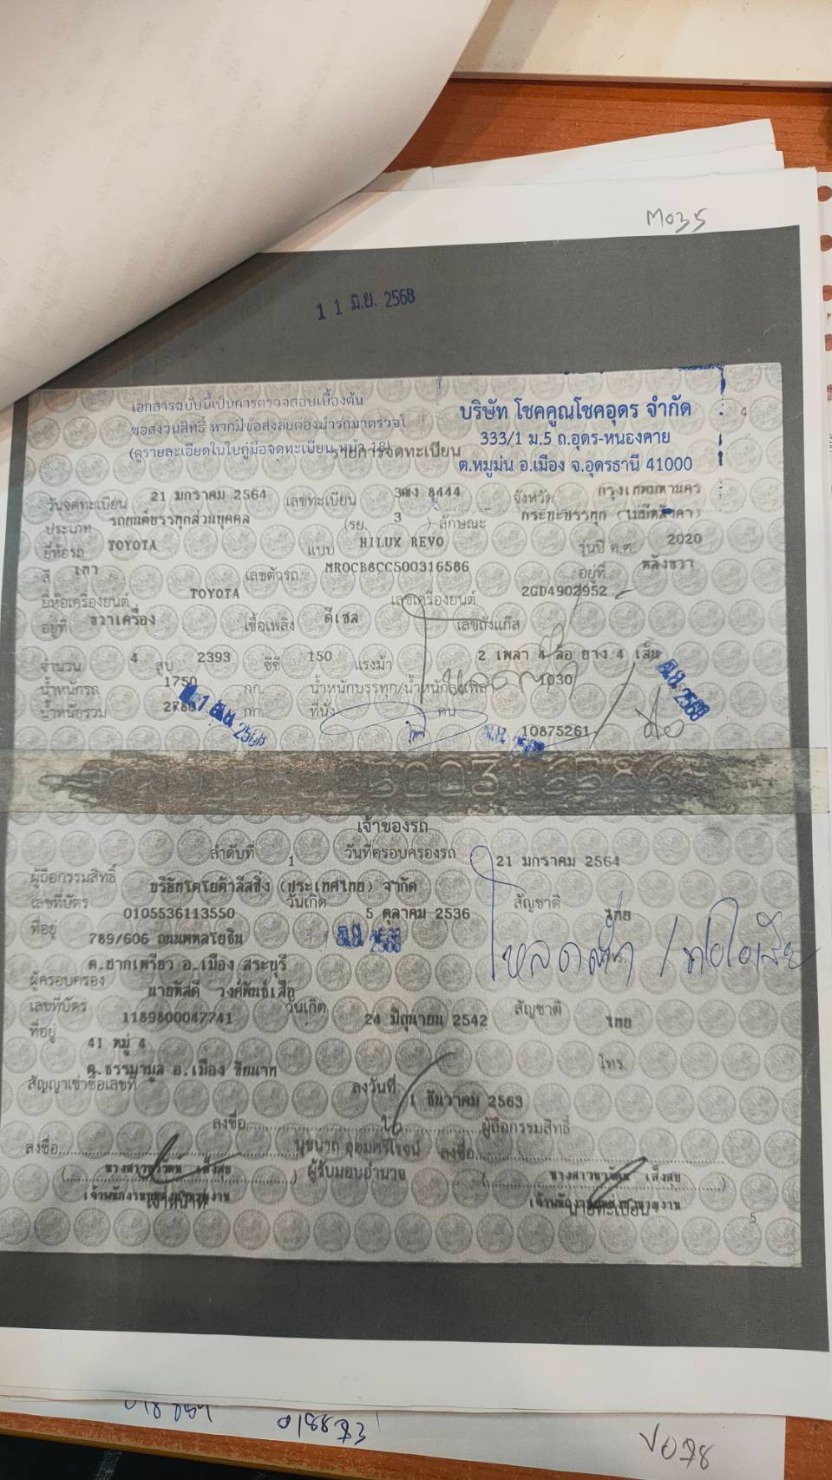 M035
1 1 มิ.ย. 2568
เอกสารฉบับนี้เป็นการตรวจสอบเบื้องต้น
ขอสงวนสิทธิ์ หากมีข้อสงสัยต้องนำรถมาตรวจใ
(ดูรายละเอียดในใบคู่มือจดทะเบียน หน้า 18)
รายการจดทะเบียน
บริษัท โชคคูณโชคอุดร จำกัด
333/1 ม.5 ถ.อุดร-หนองคาย
ต.หมูม่น อ.เมือง จ.อุดรธานี 41000
4
วันจดทะเบียน 21 มกราคม 2564 เลขทะเบียน 8444 จังหวัด กรุงเทพมหานคร
ประเภท รถยนต์บรรทุกส่วนบุคคล (รย. 3 ) ลักษณะ กระบะบรรทุก
ยี่ห้อรถ TOYOTA แบบ HILUX REVO รุ่นปี ค.ศ. 2020
สี เทา เลขตัวรถ MR0CB8CC500316586 อยู่ที่ หลังขวา
ยี่ห้อเครื่องยนต์ TOYOTA เลขเครื่องยนต์ 2GD4902952
อยู่ที่ ขวาเครื่อง เชื้อเพลิง ดีเซล เลขถังแก๊ส
จำนวน 4 สูบ 2393 ซีซี 150 แรงม้า 2 เพลา 4 ล้อ ยาง 4 เส้น
น้ำหนักรถ 1750 กก. น้ำหนักบรรทุก/น้ำหนักลงเพลา 1030
น้ำหนักรวม 2780 กก. ที่นั่ง คน
10875261
เจ้าของรถ
ลำดับที่ 1 วันที่ครอบครองรถ 21 มกราคม 2564
ผู้ถือกรรมสิทธิ์ บริษัทโตโยต้าลีสซิ่ง (ประเทศไทย) จำกัด
เลขที่บัตร 0105536113550 วันเกิด 5 ตุลาคม 2536 สัญชาติ ไทย
ที่อยู่ 789/606 ถนนพหลโยธิน
ต.ปากเพรียว อ.เมือง สระบุรี
ผู้ครอบครอง นายหัสดี วงศ์พันธ์เสือ
เลขที่บัตร 1189800047741 วันเกิด 24 มิถุนายน 2542 สัญชาติ ไทย
ที่อยู่ 41 หมู่ 4
ต.ธรรมามูล อ.เมือง ชัยนาท โทร.
สัญญาเช่าซื้อเลขที่ ลงวันที่ 1 ธันวาคม 2563
ลงชื่อ ผู้ถือกรรมสิทธิ์
ลงชื่อ ลงชื่อ
ผู้รับมอบอำนาจ
เจ้าหน้าที่ นายทะเบียน
5
V078